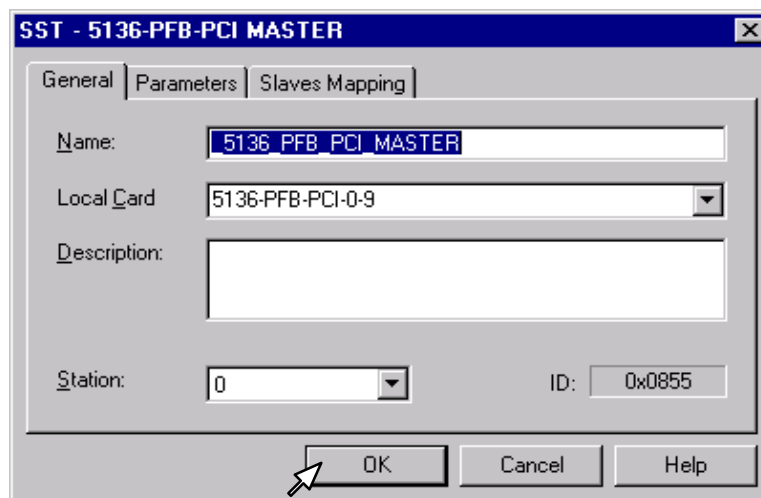 SST - 5136-PFB-PCI MASTER
General Parameters Slaves Mapping
Name: _5136_PFB_PCI_MASTER
Local Card 5136-PFB-PCI-0-9
Description:
Station: 0 ID: 0x0855
OK Cancel Help